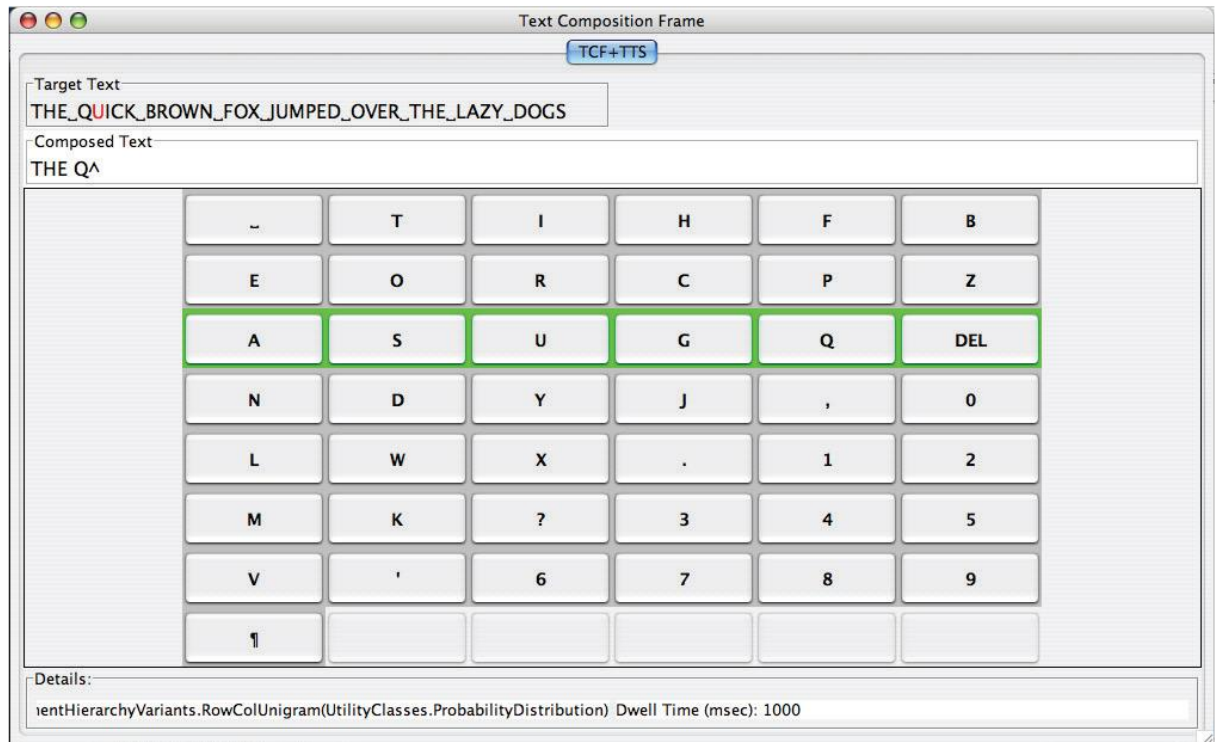 Text Composition Frame
TCF+TTS
Target Text
THE_QUICK_BROWN_FOX_JUMPED_OVER_THE_LAZY_DOGS
Composed Text
THE Q^
␣ T I H F B
E O R C P Z
A S U G Q DEL
N D Y J , 0
L W X . 1 2
M K ? 3 4 5
V ' 6 7 8 9
¶
Details:
entHierarchyVariants.RowColUnigram(UtilityClasses.ProbabilityDistribution) Dwell Time (msec): 1000